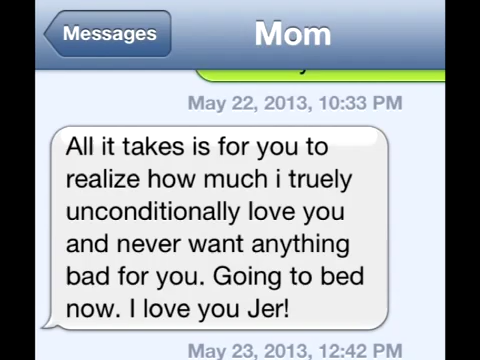 Messages
Mom
May 22, 2013, 10:33 PM
All it takes is for you to
realize how much i truely
unconditionally love you
and never want anything
bad for you. Going to bed
now. I love you Jer!
May 23, 2013, 12:42 PM